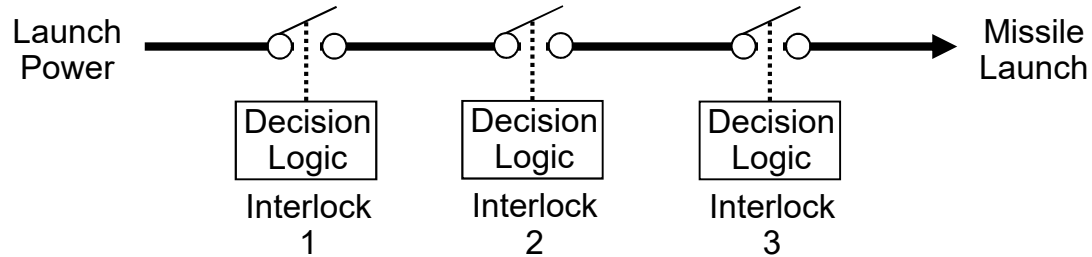 Launch
Power
Missile
Launch
Decision
Logic
Interlock
1
Decision
Logic
Interlock
2
Decision
Logic
Interlock
3